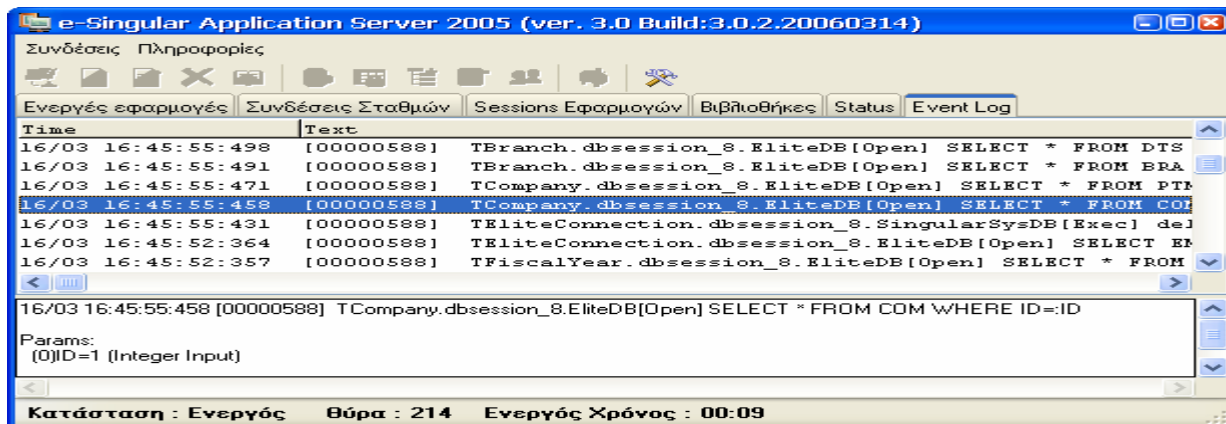 e-Singular Application Server 2005 (ver. 3.0 Build:3.0.2.20060314)
Συνδέσεις Πληροφορίες
Ενεργές εφαρμογές Συνδέσεις Σταθμών Sessions Εφαρμογών Βιβλιοθήκες Status Event Log
Time Text
16/03 16:45:55:498 [00000588] TBranch.dbsession_8.EliteDB[Open] SELECT * FROM DTS
16/03 16:45:55:491 [00000588] TBranch.dbsession_8.EliteDB[Open] SELECT * FROM BRA
16/03 16:45:55:471 [00000588] TCompany.dbsession_8.EliteDB[Open] SELECT * FROM PTN
16/03 16:45:55:458 [00000588] TCompany.dbsession_8.EliteDB[Open] SELECT * FROM COM
16/03 16:45:55:431 [00000588] TEliteConnection.dbsession_8.SingularSysDB[Exec] del
16/03 16:45:52:364 [00000588] TEliteConnection.dbsession_8.EliteDB[Open] SELECT EM
16/03 16:45:52:357 [00000588] TFiscalYear.dbsession_8.EliteDB[Open] SELECT * FROM
16/03 16:45:55:458 [00000588] TCompany.dbsession_8.EliteDB[Open] SELECT * FROM COM WHERE ID=:ID
Params:
(0)ID=1 (Integer Input)
Κατάσταση : Ενεργός Θύρα : 214 Ενεργός Χρόνος : 00:09